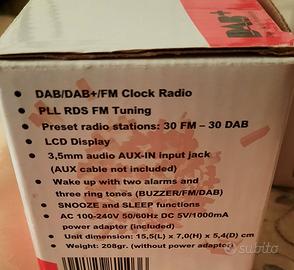 DAB+
DAB/DAB+/FM Clock Radio
PLL RDS FM Tuning
Preset radio stations: 30 FM – 30 DAB
LCD Display
3,5mm audio AUX-IN input jack
(AUX cable not included)
Wake up with two alarms and
three ring tones (BUZZER/FM/DAB)
SNOOZE and SLEEP functions
AC 100-240V 50/60Hz DC 5V/1000mA
power adaptor (included)
Unit dimension: 15,5(L) x 7,0(H) x 5,4(D) cm
Weight: 208gr. (without power adaptor)
subito